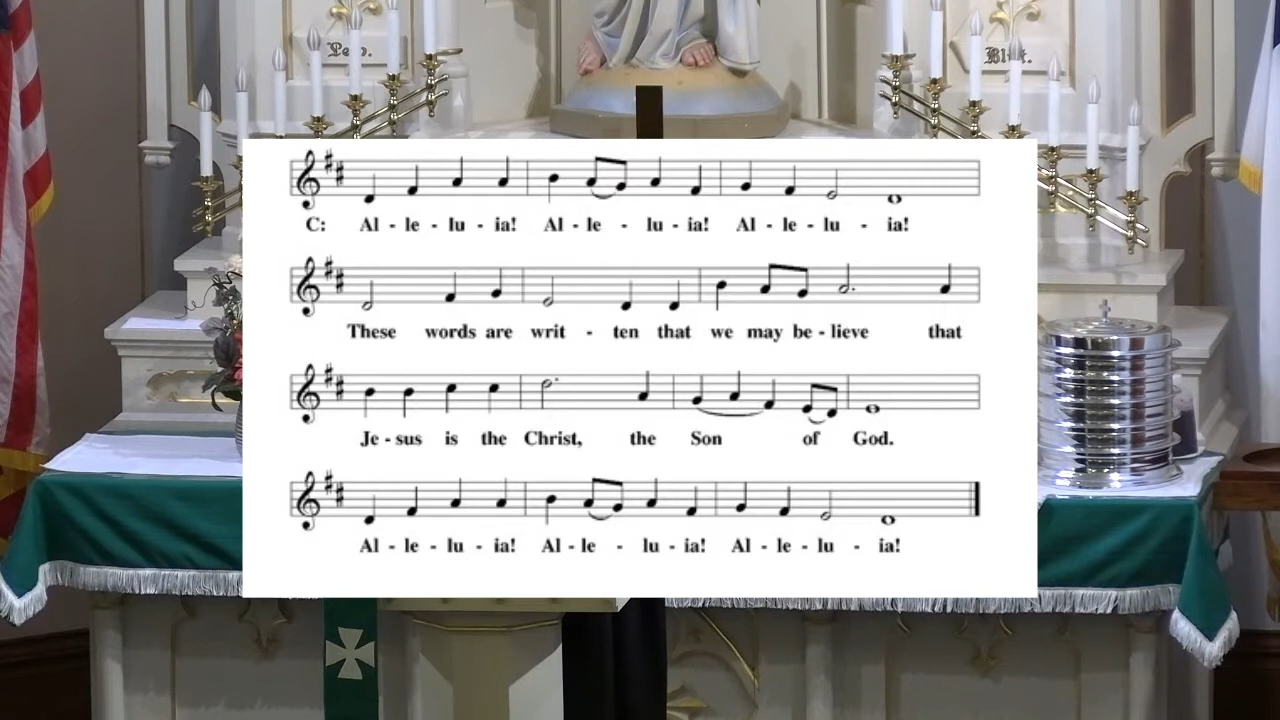 Leib.
Blut.
C: Al - le - lu - ia! Al - le - lu - ia! Al - le - lu - ia!
These words are writ - ten that we may be - lieve that
Je - sus is the Christ, the Son of God.
Al - le - lu - ia! Al - le - lu - ia! Al - le - lu - ia!